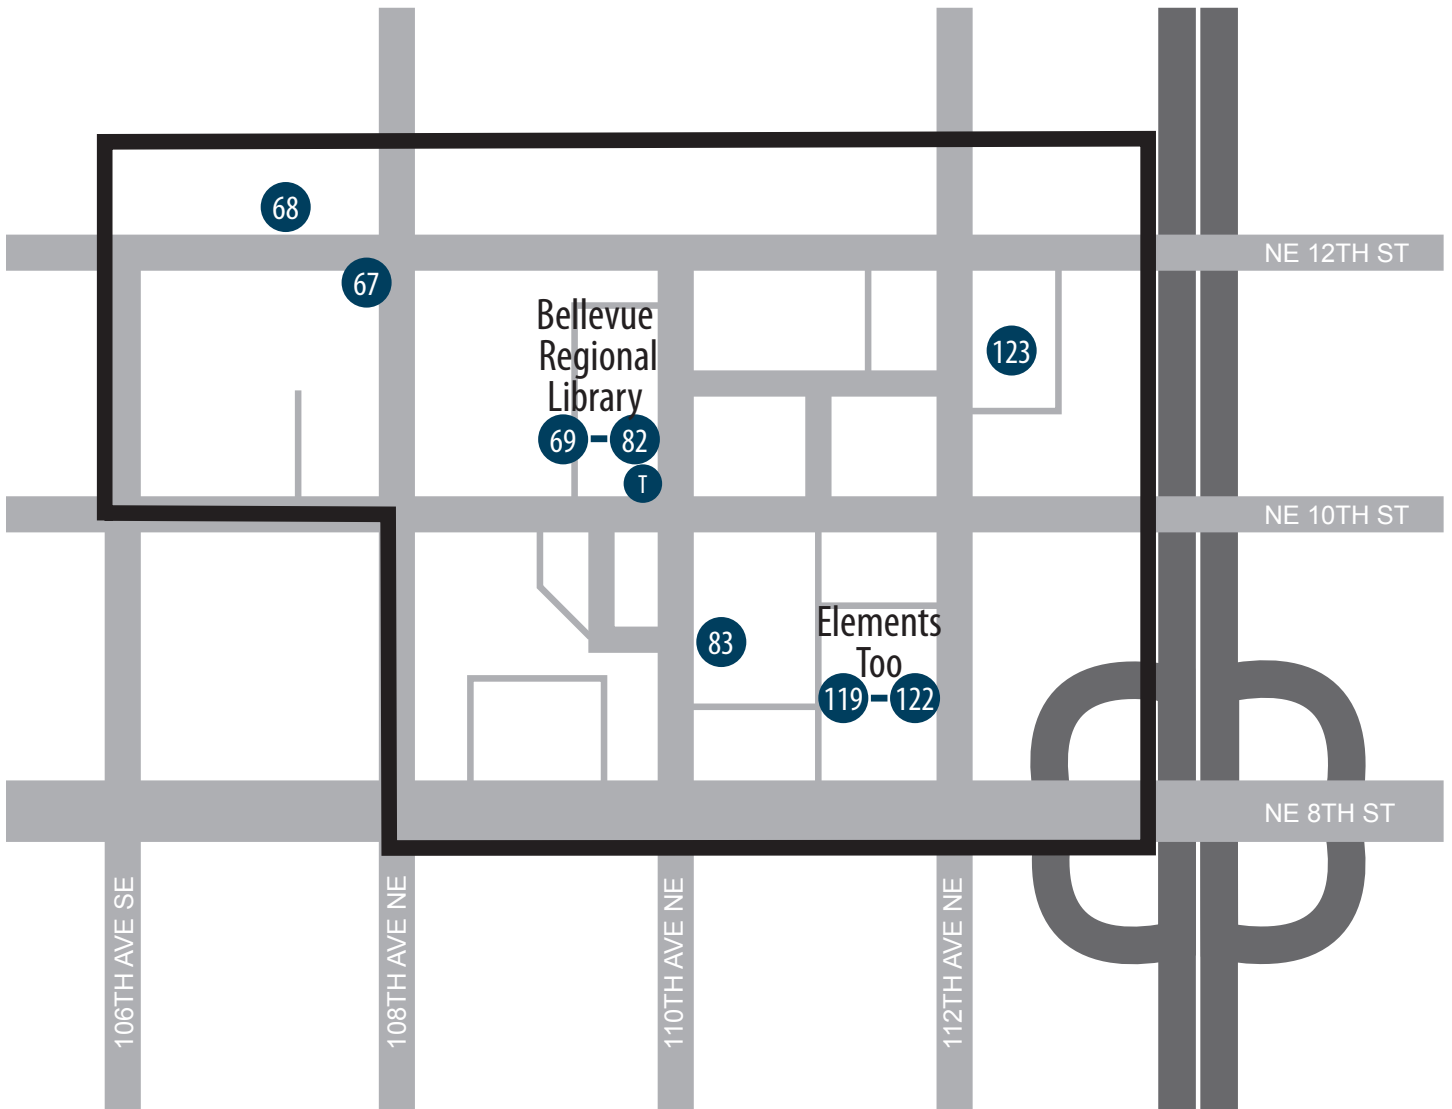 68
NE 12TH ST
67
Bellevue
Regional
Library
123
69 - 82
T
NE 10TH ST
Elements
Too
83
119 - 122
NE 8TH ST
106TH AVE SE
108TH AVE NE
110TH AVE NE
112TH AVE NE